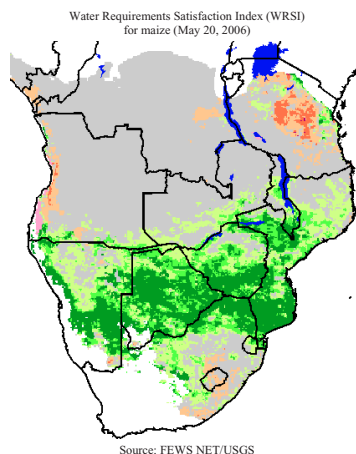 Water Requirements Satisfaction Index (WRSI)
for maize (May 20, 2006)
Source: FEWS NET/USGS